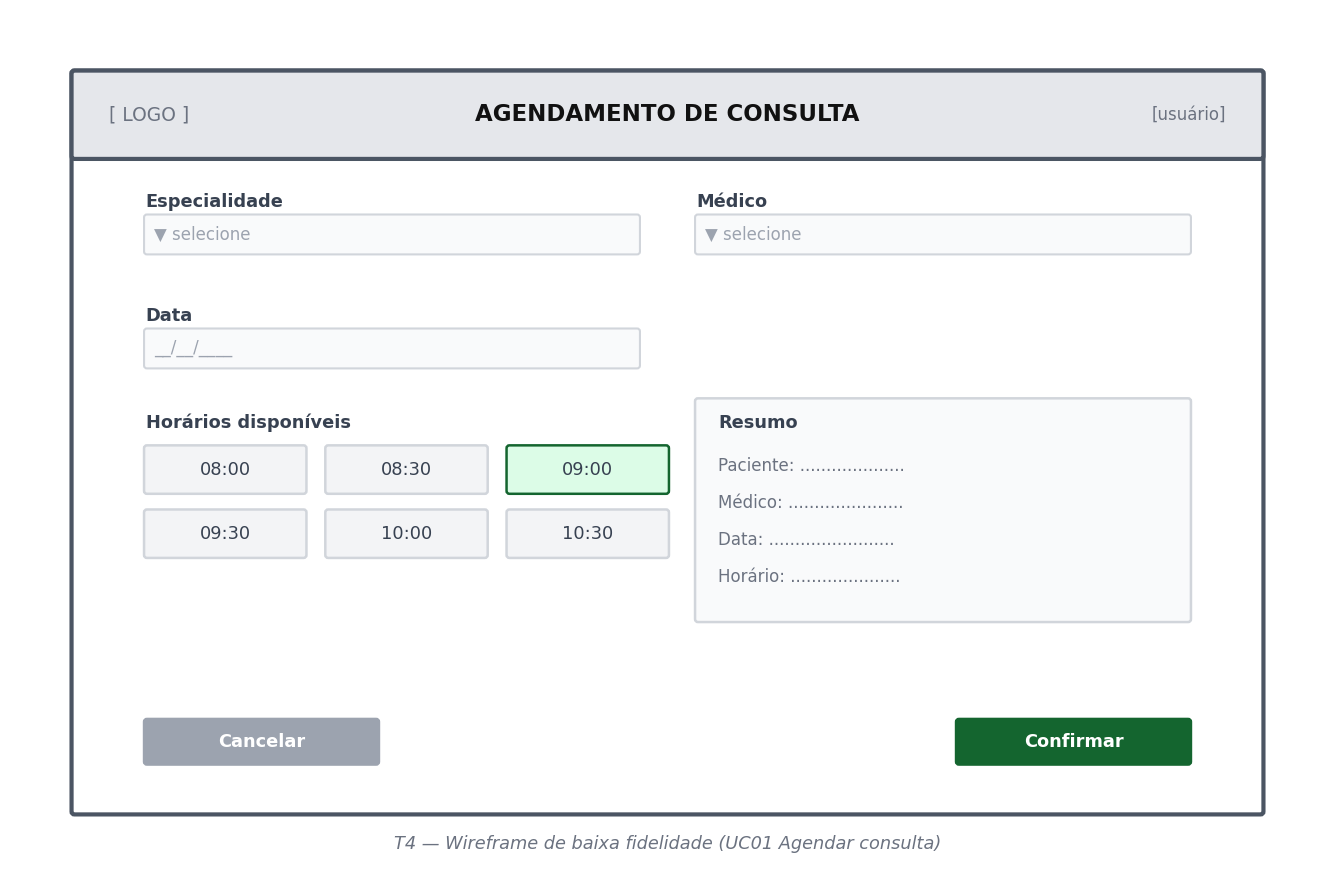 [ LOGO ]
AGENDAMENTO DE CONSULTA
[usuário]
Especialidade
▼ selecione
Médico
▼ selecione
Data
__/__/____
Horários disponíveis
08:00
08:30
09:00
09:30
10:00
10:30
Resumo
Paciente: ....................
Médico: ......................
Data: ........................
Horário: .....................
Cancelar
Confirmar
T4 — Wireframe de baixa fidelidade (UC01 Agendar consulta)